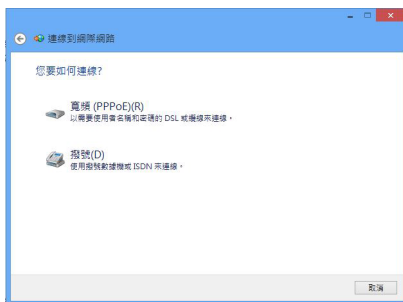 連線到網際網路
您要如何連線?
寬頻 (PPPoE)(R)
以需要使用者名稱和密碼的 DSL 或纜線來連線。
撥號(D)
使用撥號數據機或 ISDN 來連線。
取消